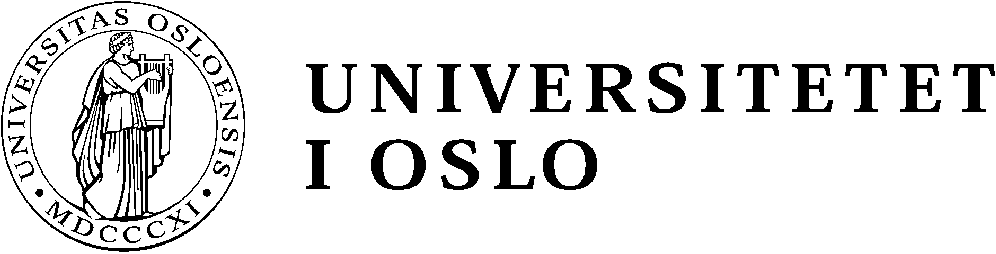 UNIVERSITAS OSLOENSIS
MDCCCXI
UNIVERSITETET
I OSLO